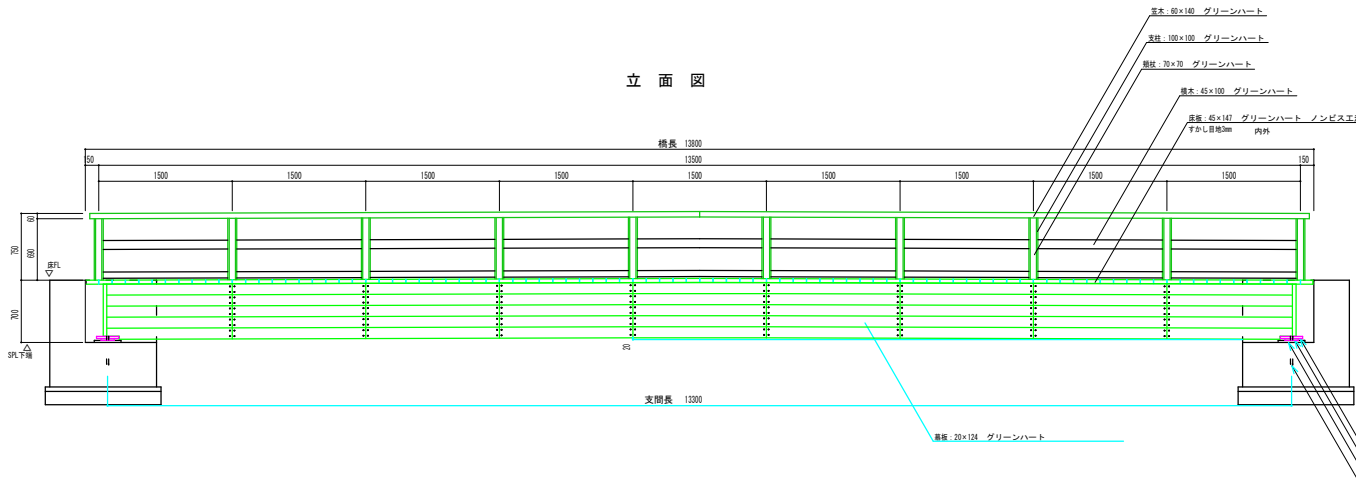 笠木：60×140 グリーンハート
支柱：100×100 グリーンハート
頬杖：70×70 グリーンハート
立面図
横木：45×100 グリーンハート
床板：45×147 グリーンハート ノンビス工
すかし目地3mm 内外
橋長 13800
150 13500 150
1500 1500 1500 1500 1500 1500 1500 1500 1500
60
750
690
床FL
700
SPL下端
20
支間長 13300
幕板：20×124 グリーンハート